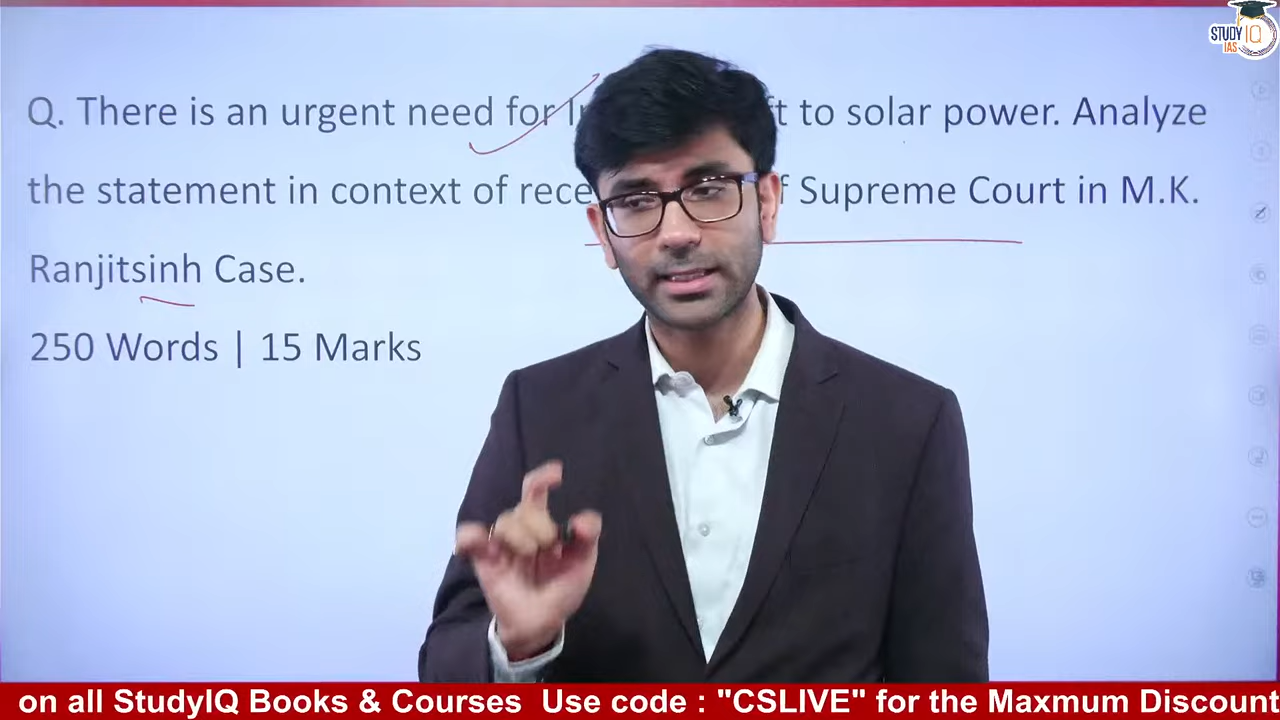 STUDY IQ
IAS
Q. There is an urgent need for to solar power. Analyze
the statement in context of Supreme Court in M.K.
Ranjitsinh Case.
250 Words | 15 Marks
on all StudyIQ Books & Courses Use code : "CSLIVE" for the Maxmum Discount